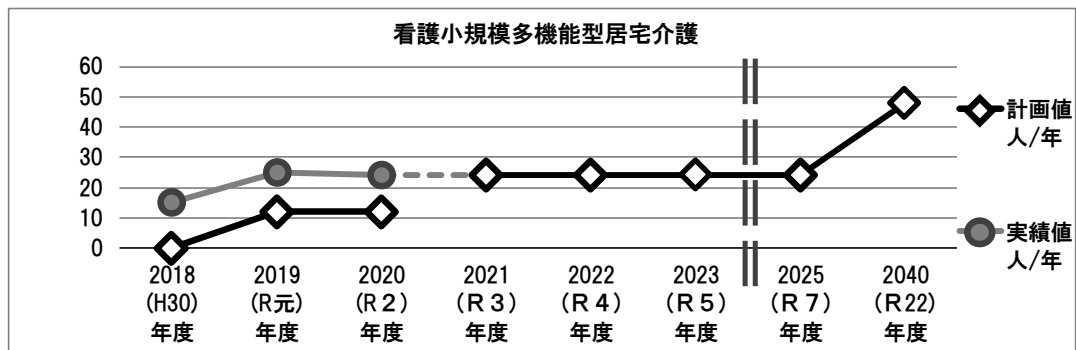 看護小規模多機能型居宅介護
60
50
40
30
20
10
0
2018 2019 2020 2021 2022 2023 2025 2040
(H30) (R元) (R２) (Ｒ３) (Ｒ４) (Ｒ５) (Ｒ７) (R22)
年度 年度 年度 年度 年度 年度 年度 年度
計画値
人/年
実績値
人/年